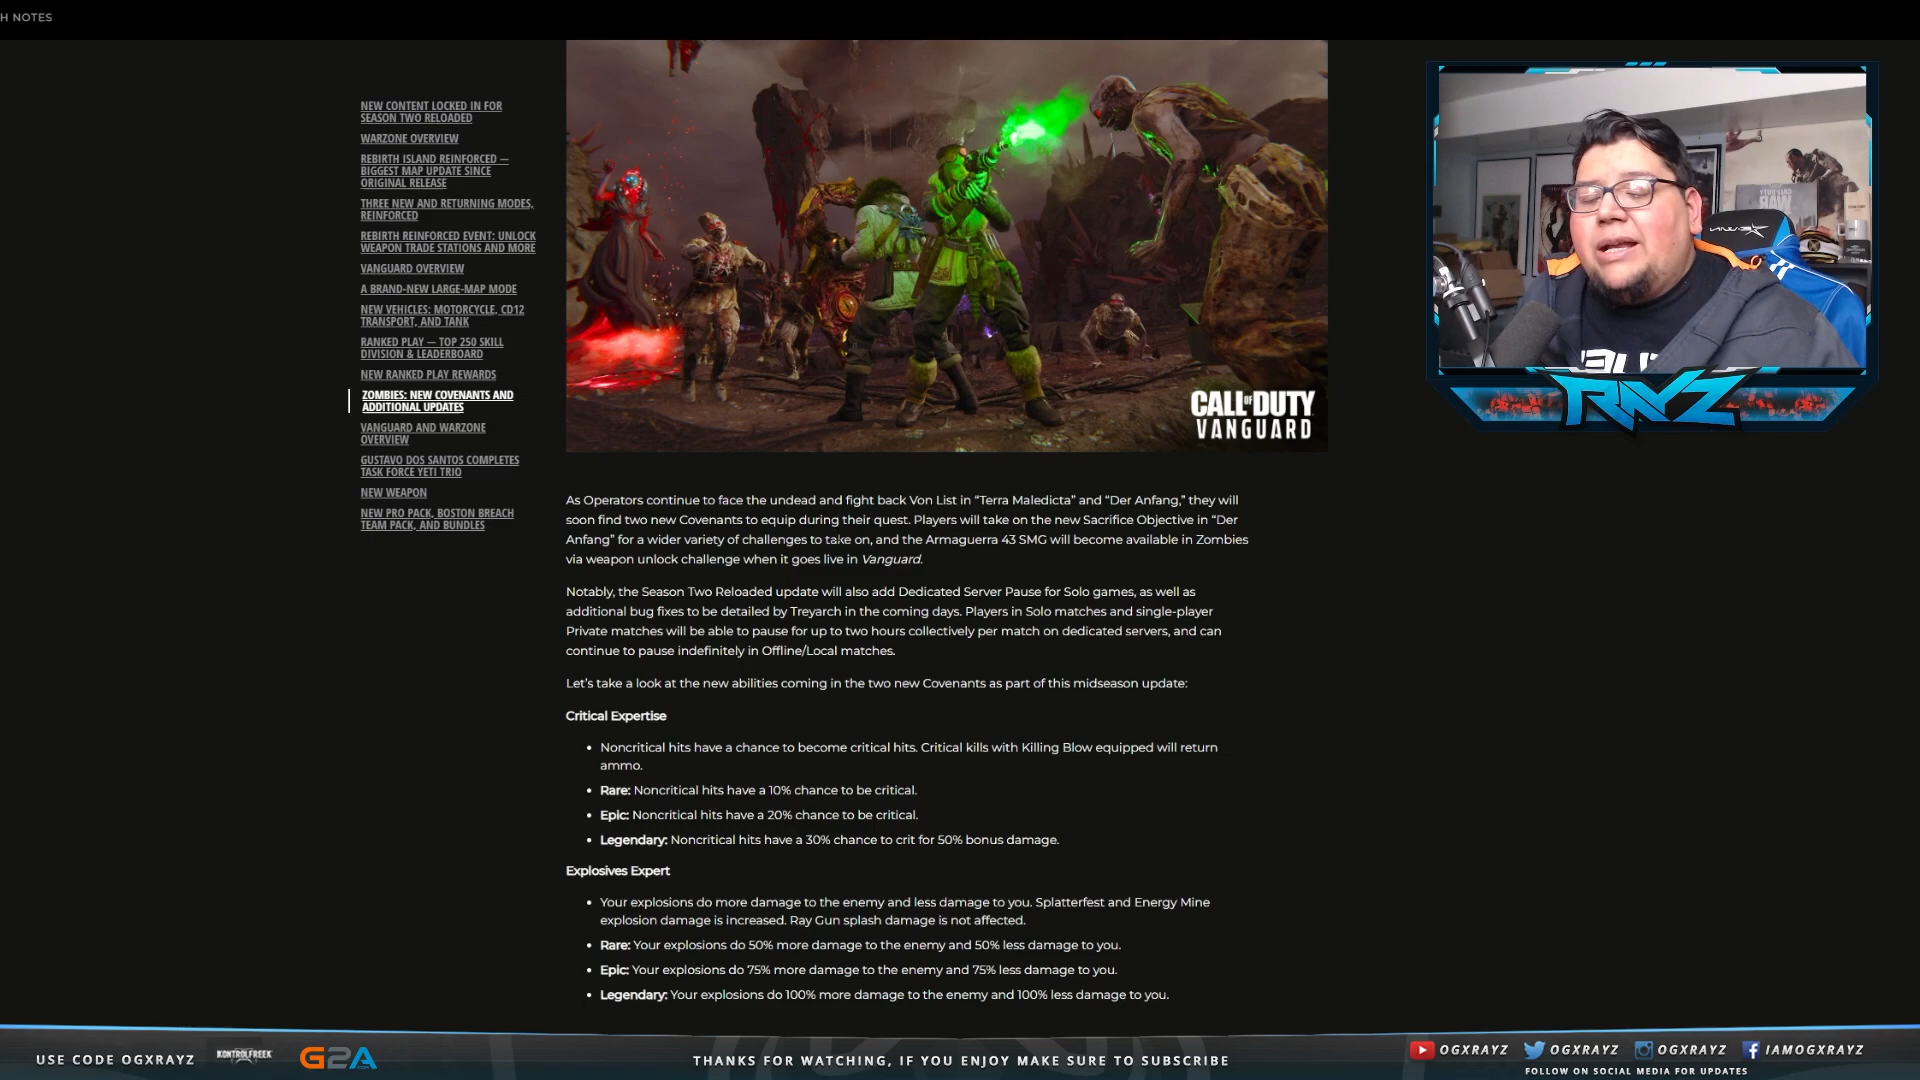 H NOTES
NEW CONTENT LOCKED IN FOR
SEASON TWO RELOADED
WARZONE OVERVIEW
REBIRTH ISLAND REINFORCED —
BIGGEST MAP UPDATE SINCE
ORIGINAL RELEASE
THREE NEW AND RETURNING MODES,
REINFORCED
REBIRTH REINFORCED EVENT: UNLOCK
WEAPON TRADE STATIONS AND MORE
VANGUARD OVERVIEW
A BRAND-NEW LARGE-MAP MODE
NEW VEHICLES: MOTORCYCLE, CD12
TRANSPORT, AND TANK
RANKED PLAY — TOP 250 SKILL
DIVISION & LEADERBOARD
NEW RANKED PLAY REWARDS
ZOMBIES: NEW COVENANTS AND
ADDITIONAL UPDATES
VANGUARD AND WARZONE
OVERVIEW
GUSTAVO DOS SANTOS COMPLETES
TASK FORCE YETI TRIO
NEW WEAPON
NEW PRO PACK, BOSTON BREACH
TEAM PACK, AND BUNDLES
CALL OF DUTY
VANGUARD
RAYZ
As Operators continue to face the undead and fight back Von List in “Terra Maledicta” and “Der Anfang,” they will
soon find two new Covenants to equip during their quest. Players will take on the new Sacrifice Objective in “Der
Anfang” for a wider variety of challenges to take on, and the Armaguerra 43 SMG will become available in Zombies
via weapon unlock challenge when it goes live in Vanguard.
Notably, the Season Two Reloaded update will also add Dedicated Server Pause for Solo games, as well as
additional bug fixes to be detailed by Treyarch in the coming days. Players in Solo matches and single-player
Private matches will be able to pause for up to two hours collectively per match on dedicated servers, and can
continue to pause indefinitely in Offline/Local matches.
Let’s take a look at the new abilities coming in the two new Covenants as part of this midseason update:
Critical Expertise
• Noncritical hits have a chance to become critical hits. Critical kills with Killing Blow equipped will return
ammo.
• Rare: Noncritical hits have a 10% chance to be critical.
• Epic: Noncritical hits have a 20% chance to be critical.
• Legendary: Noncritical hits have a 30% chance to crit for 50% bonus damage.
Explosives Expert
• Your explosions do more damage to the enemy and less damage to you. Splatterfest and Energy Mine
explosion damage is increased. Ray Gun splash damage is not affected.
• Rare: Your explosions do 50% more damage to the enemy and 50% less damage to you.
• Epic: Your explosions do 75% more damage to the enemy and 75% less damage to you.
• Legendary: Your explosions do 100% more damage to the enemy and 100% less damage to you.
USE CODE OGXRAYZ
KONTROLFREEK
G2A
THANKS FOR WATCHING, IF YOU ENJOY MAKE SURE TO SUBSCRIBE
OGXRAYZ
OGXRAYZ
OGXRAYZ
IAMOGXRAYZ
FOLLOW ON SOCIAL MEDIA FOR UPDATES